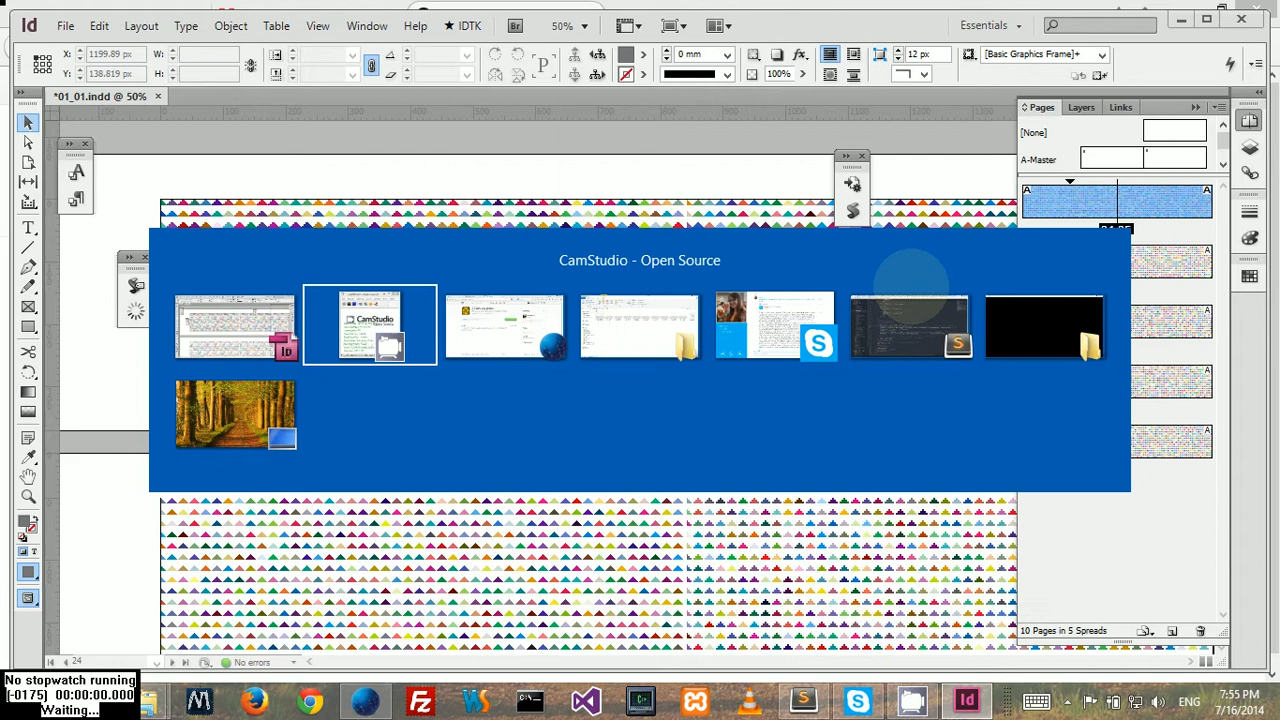 Id File Edit Layout Type Object Table View Window Help ★ IDTK Br 50% Essentials
X: 1199.89 px W: 0 mm 12 px [Basic Graphics Frame]+
Y: 138.819 px H: 100%
*01_01.indd @ 50% ×
Pages Layers Links
[None]
A-Master
CamStudio - Open Source
10 Pages in 5 Spreads
24 No errors
No stopwatch running
[-0175] 00:00:00.000
Waiting...
ENG
7:55 PM
7/16/2014